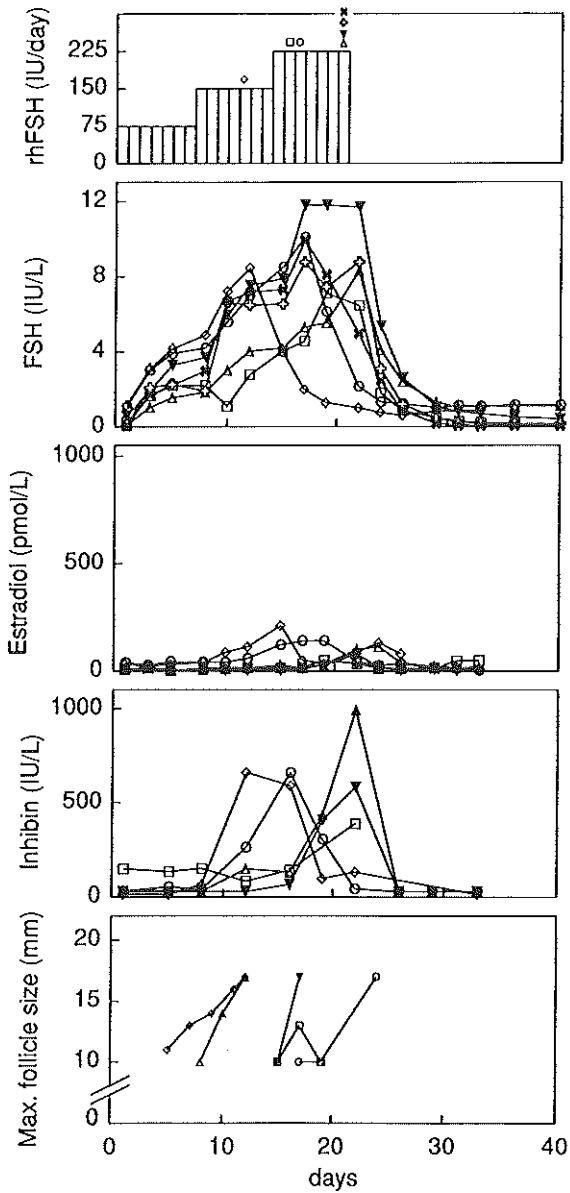 rhFSH (IU/day)
225
150
75
0
FSH (IU/L)
12
8
4
0
Estradiol (pmol/L)
1000
500
0
Inhibin (IU/L)
1000
500
0
Max. follicle size (mm)
20
15
10
0
0 10 20 30 40
days